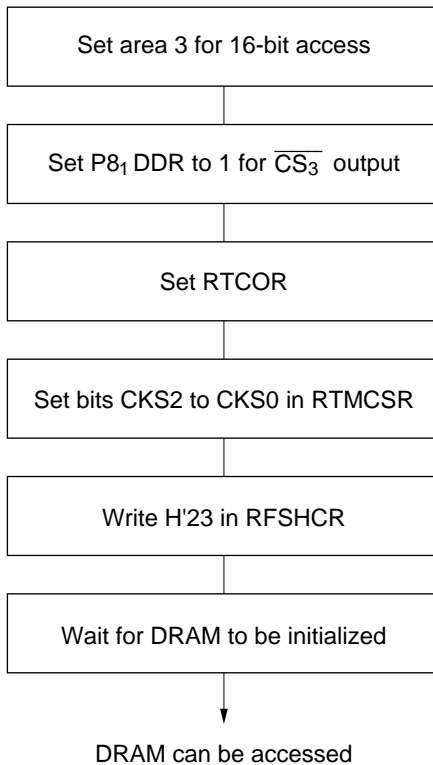 Set area 3 for 16-bit access
Set P8₁ DDR to 1 for C̅S̅₃̅ output
Set RTCOR
Set bits CKS2 to CKS0 in RTMCSR
Write H'23 in RFSHCR
Wait for DRAM to be initialized
DRAM can be accessed